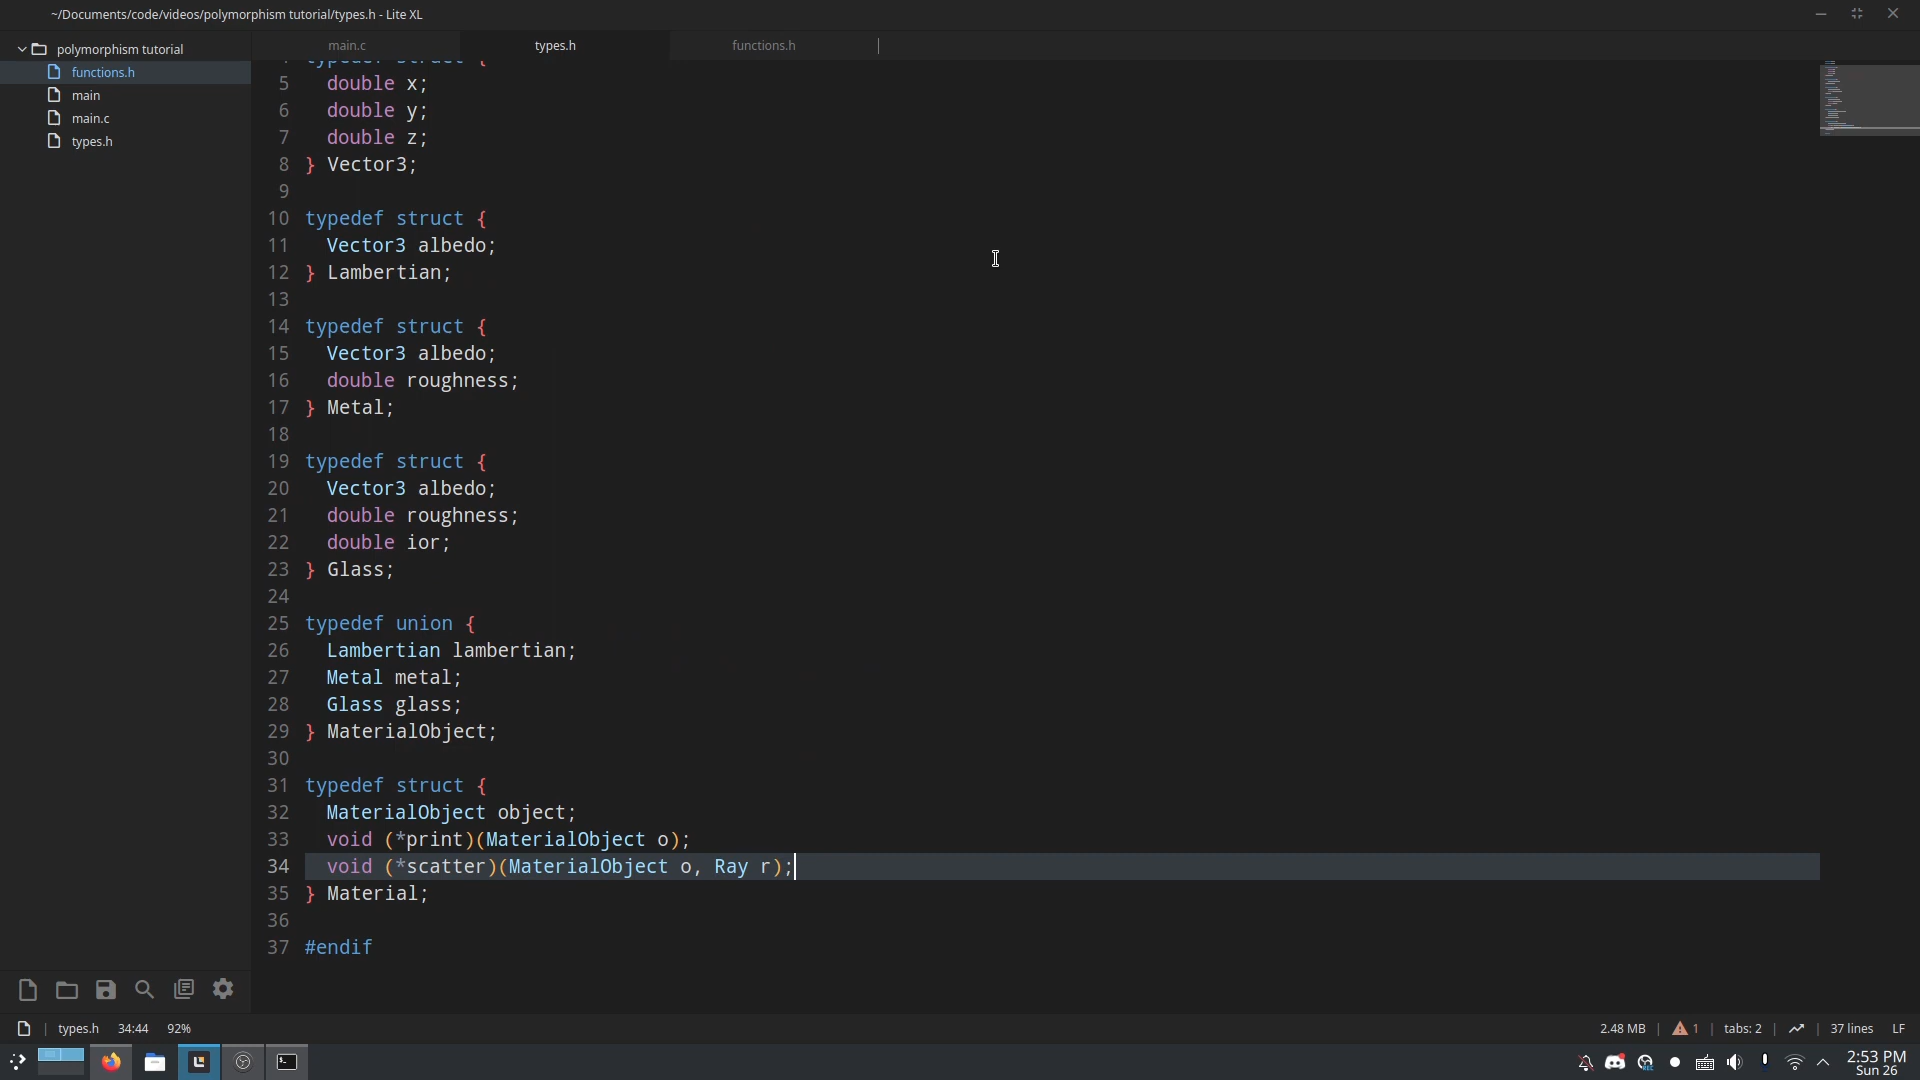 ~/Documents/code/videos/polymorphism tutorial/types.h - Lite XL
polymorphism tutorial
functions.h
main
main.c
types.h
main.c
types.h
functions.h
4 typedef struct {
5 double x;
6 double y;
7 double z;
8 } Vector3;
9
10 typedef struct {
11 Vector3 albedo;
12 } Lambertian;
13
14 typedef struct {
15 Vector3 albedo;
16 double roughness;
17 } Metal;
18
19 typedef struct {
20 Vector3 albedo;
21 double roughness;
22 double ior;
23 } Glass;
24
25 typedef union {
26 Lambertian lambertian;
27 Metal metal;
28 Glass glass;
29 } MaterialObject;
30
31 typedef struct {
32 MaterialObject object;
33 void (*print)(MaterialObject o);
34 void (*scatter)(MaterialObject o, Ray r);
35 } Material;
36
37 #endif
types.h 34:44 92%
2.48 MB 1 tabs: 2 37 lines LF
2:53 PM
Sun 26